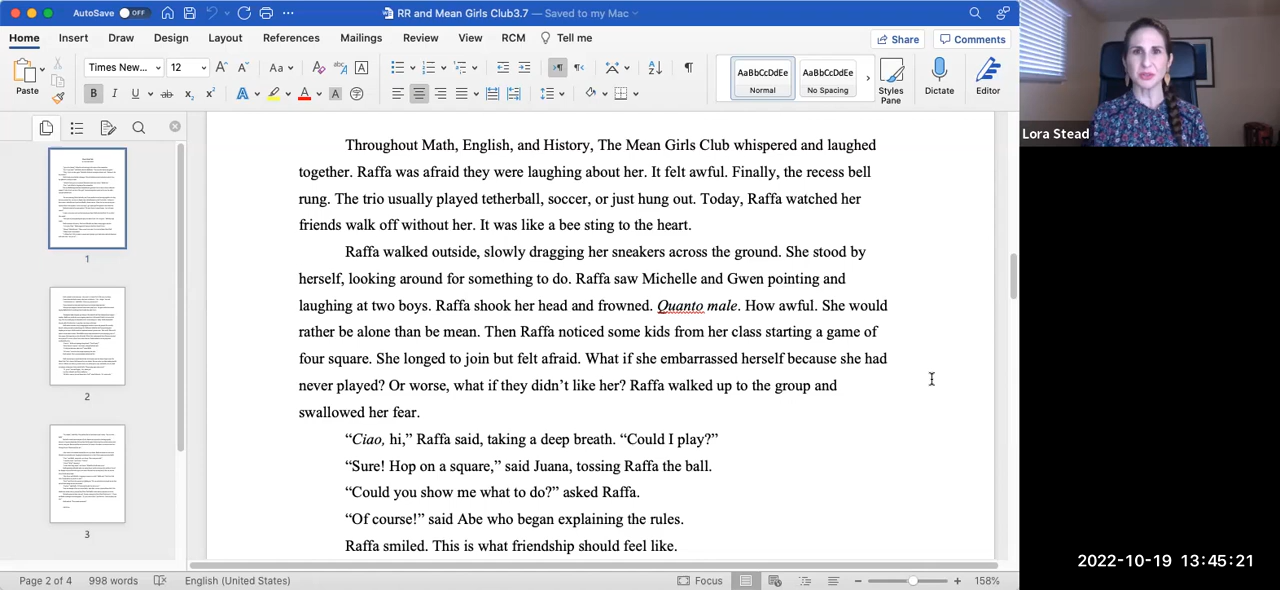 AutoSave OFF
RR and Mean Girls Club3.7 — Saved to my Mac
Home Insert Draw Design Layout References Mailings Review View RCM Tell me
Share Comments
Paste
Times New... 12
AaBbCcDdEe
Normal
AaBbCcDdEe
No Spacing
Styles
Pane
Dictate
Editor
Throughout Math, English, and History, The Mean Girls Club whispered and laughed
together. Raffa was afraid they were laughing about her. It felt awful. Finally, the recess bell
rung. The trio usually played tetherball, soccer, or just hung out. Today, Raffa watched her
friends walk off without her. It was like a bee sting to the heart.
Raffa walked outside, slowly dragging her sneakers across the ground. She stood by
herself, looking around for something to do. Raffa saw Michelle and Gwen pointing and
laughing at two boys. Raffa shook her head and frowned. Quanto male. How awful. She would
rather be alone than be mean. Then Raffa noticed some kids from her class starting a game of
four square. She longed to join but felt afraid. What if she embarrassed herself because she had
never played? Or worse, what if they didn’t like her? Raffa walked up to the group and
swallowed her fear.
“Ciao, hi,” Raffa said, taking a deep breath. “Could I play?”
“Sure! Hop on a square,” said Juana, tossing Raffa the ball.
“Could you show me what to do?” asked Raffa.
“Of course!” said Abe who began explaining the rules.
Raffa smiled. This is what friendship should feel like.
1
2
3
Page 2 of 4 998 words English (United States) Focus 158%
Lora Stead
2022-10-19 13:45:21